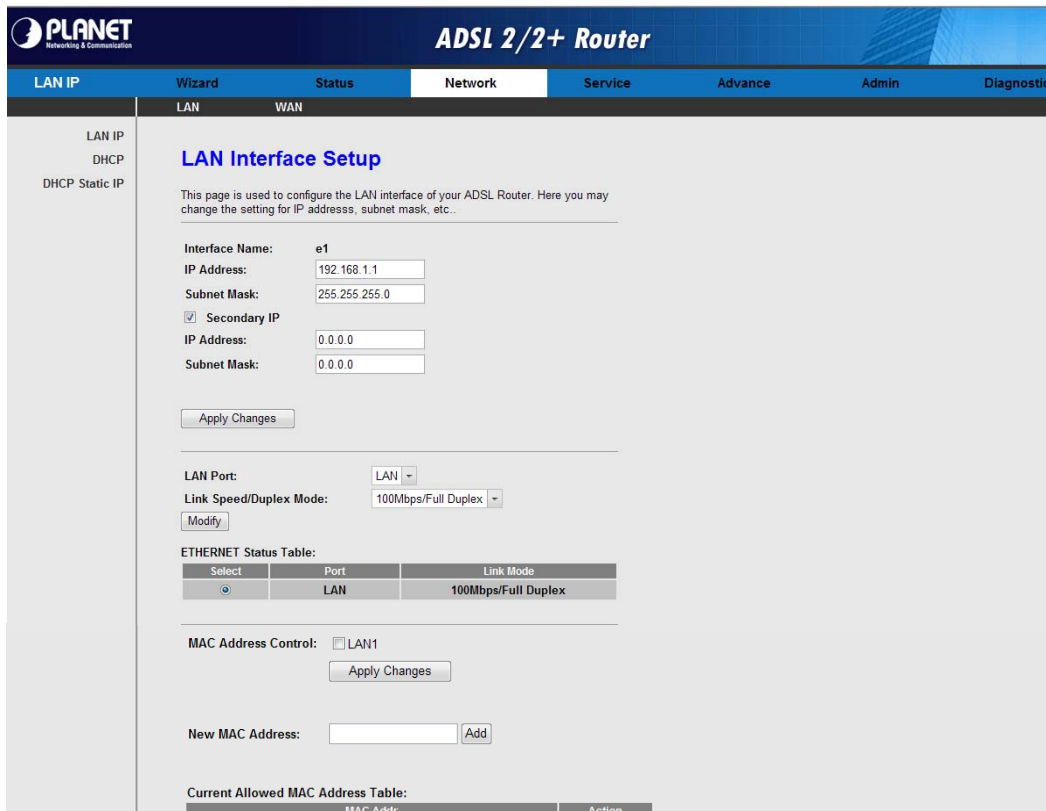 PLANET
Networking & Communication
ADSL 2/2+ Router
LAN IP Wizard Status Network Service Advance Admin Diagnostic
LAN WAN
LAN IP
DHCP
DHCP Static IP
LAN Interface Setup
This page is used to configure the LAN interface of your ADSL Router. Here you may
change the setting for IP addresss, subnet mask, etc..
Interface Name: e1
IP Address: 192.168.1.1
Subnet Mask: 255.255.255.0
Secondary IP
IP Address: 0.0.0.0
Subnet Mask: 0.0.0.0
Apply Changes
LAN Port: LAN
Link Speed/Duplex Mode: 100Mbps/Full Duplex
Modify
ETHERNET Status Table:
Select Port Link Mode
LAN 100Mbps/Full Duplex
MAC Address Control: LAN1
Apply Changes
New MAC Address: Add
Current Allowed MAC Address Table:
MAC Addr Action